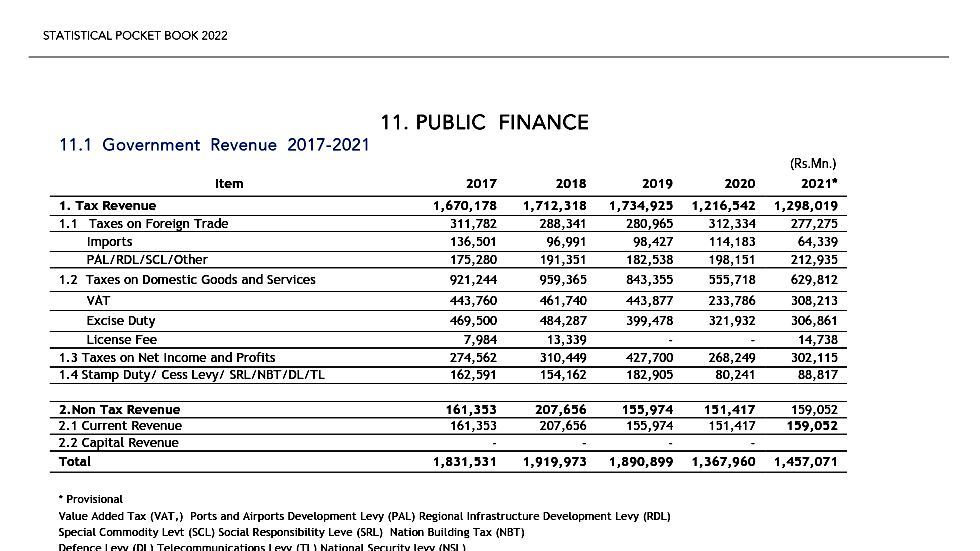 STATISTICAL POCKET BOOK 2022
11. PUBLIC FINANCE
11.1 Government Revenue 2017-2021
(Rs.Mn.)
Item 2017 2018 2019 2020 2021*
1. Tax Revenue 1,670,178 1,712,318 1,734,925 1,216,542 1,298,019
1.1 Taxes on Foreign Trade 311,782 288,341 280,965 312,334 277,275
Imports 136,501 96,991 98,427 114,183 64,339
PAL/RDL/SCL/Other 175,280 191,351 182,538 198,151 212,935
1.2 Taxes on Domestic Goods and Services 921,244 959,365 843,355 555,718 629,812
VAT 443,760 461,740 443,877 233,786 308,213
Excise Duty 469,500 484,287 399,478 321,932 306,861
License Fee 7,984 13,339 - - 14,738
1.3 Taxes on Net Income and Profits 274,562 310,449 427,700 268,249 302,115
1.4 Stamp Duty/ Cess Levy/ SRL/NBT/DL/TL 162,591 154,162 182,905 80,241 88,817
2.Non Tax Revenue 161,353 207,656 155,974 151,417 159,052
2.1 Current Revenue 161,353 207,656 155,974 151,417 159,052
2.2 Capital Revenue - - - -
Total 1,831,531 1,919,973 1,890,899 1,367,960 1,457,071
* Provisional
Value Added Tax (VAT,) Ports and Airports Development Levy (PAL) Regional Infrastructure Development Levy (RDL)
Special Commodity Levt (SCL) Social Responsibility Leve (SRL) Nation Building Tax (NBT)
Defence Levy (DL) Telecommunications Levy (TL) National Security levy (NSL)